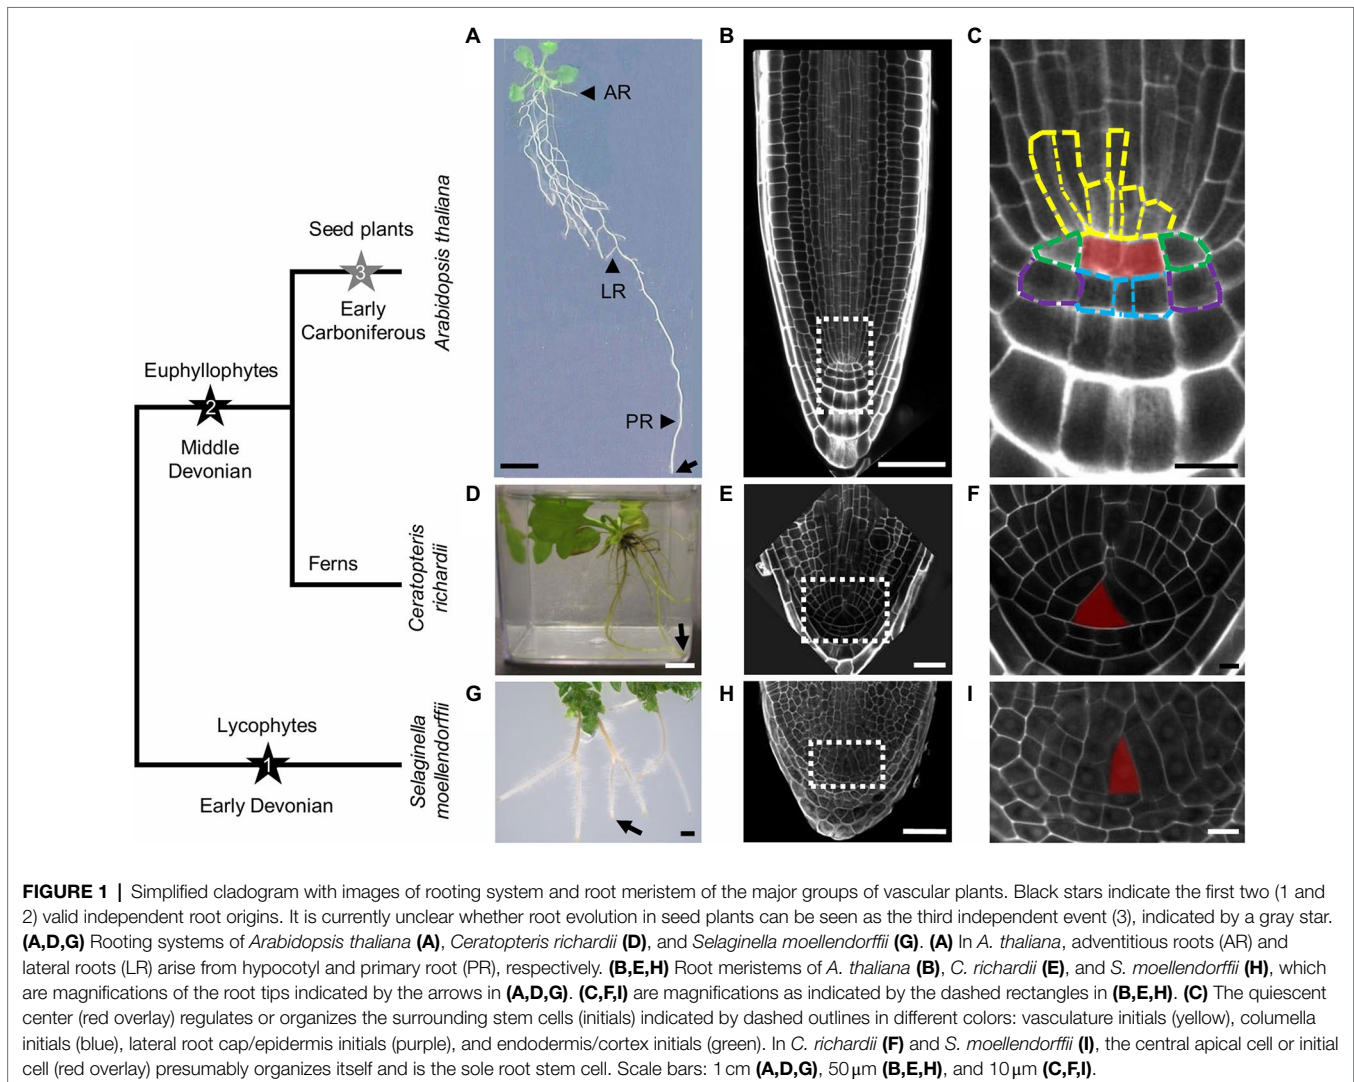 A
B
C
AR
LR
PR
Seed plants
3
Early
Carboniferous
Arabidopsis thaliana
Euphyllophytes
2
Middle
Devonian
D
E
F
Ferns
Ceratopteris
richardii
G
H
I
Lycophytes
1
Early Devonian
Selaginella
moellendorffii
FIGURE 1 | Simplified cladogram with images of rooting system and root meristem of the major groups of vascular plants. Black stars indicate the first two (1 and
2) valid independent root origins. It is currently unclear whether root evolution in seed plants can be seen as the third independent event (3), indicated by a gray star.
(A,D,G) Rooting systems of Arabidopsis thaliana (A), Ceratopteris richardii (D), and Selaginella moellendorffii (G). (A) In A. thaliana, adventitious roots (AR) and
lateral roots (LR) arise from hypocotyl and primary root (PR), respectively. (B,E,H) Root meristems of A. thaliana (B), C. richardii (E), and S. moellendorffii (H), which
are magnifications of the root tips indicated by the arrows in (A,D,G). (C,F,I) are magnifications as indicated by the dashed rectangles in (B,E,H). (C) The quiescent
center (red overlay) regulates or organizes the surrounding stem cells (initials) indicated by dashed outlines in different colors: vasculature initials (yellow), columella
initials (blue), lateral root cap/epidermis initials (purple), and endodermis/cortex initials (green). In C. richardii (F) and S. moellendorffii (I), the central apical cell or initial
cell (red overlay) presumably organizes itself and is the sole root stem cell. Scale bars: 1 cm (A,D,G), 50 μm (B,E,H), and 10 μm (C,F,I).